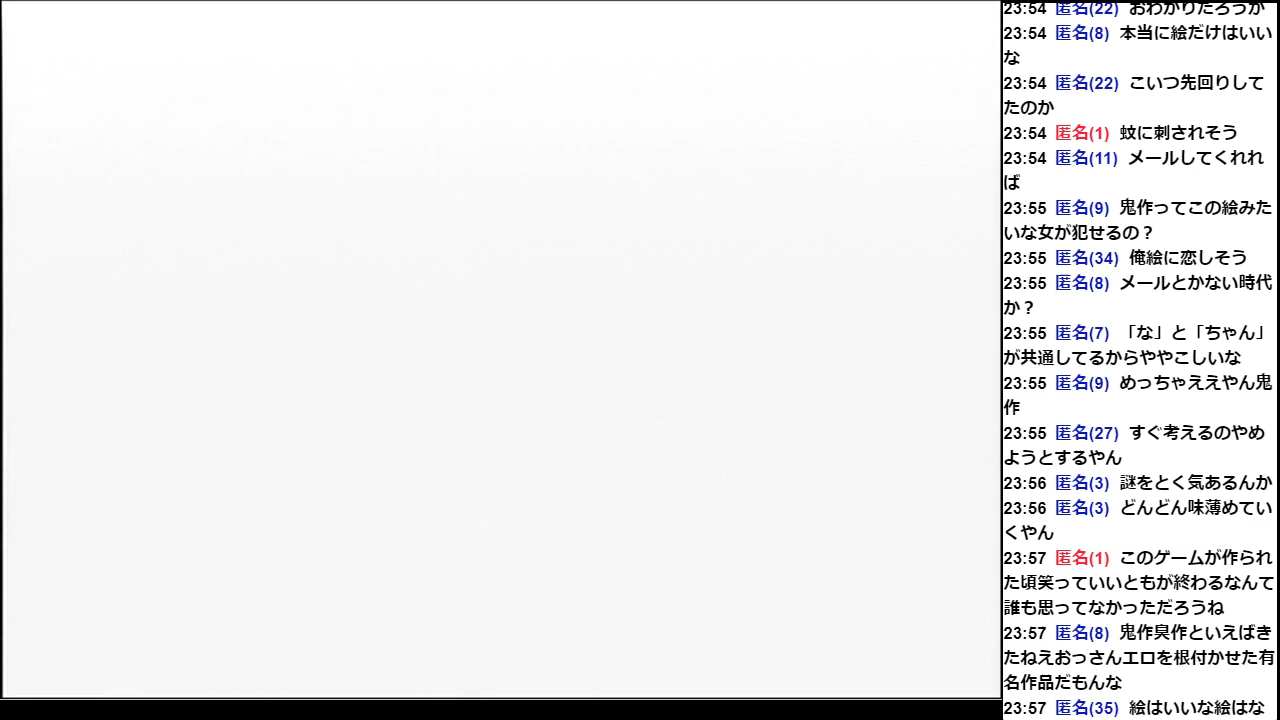 23:54 匿名(22) おわかりだろうか
23:54 匿名(8) 本当に絵だけはいい
な
23:54 匿名(22) こいつ先回りして
たのか
23:54 匿名(1) 蚊に刺されそう
23:54 匿名(11) メールしてくれれ
ば
23:55 匿名(9) 鬼作ってこの絵みた
いな女が犯せるの？
23:55 匿名(34) 俺絵に恋しそう
23:55 匿名(8) メールとかない時代
か？
23:55 匿名(7) 「な」と「ちゃん」
が共通してるからややこしいな
23:55 匿名(9) めっちゃええやん鬼
作
23:55 匿名(27) すぐ考えるのやめ
ようとするやん
23:56 匿名(3) 謎をとく気あるんか
23:56 匿名(3) どんどん味薄めてい
くやん
23:57 匿名(1) このゲームが作られ
た頃笑っていいともが終わるなんて
誰も思ってなかっただろうね
23:57 匿名(8) 鬼作臭作といえばき
たねえおっさんエロを根付かせた有
名作品だもんな
23:57 匿名(35) 絵はいいな絵はな